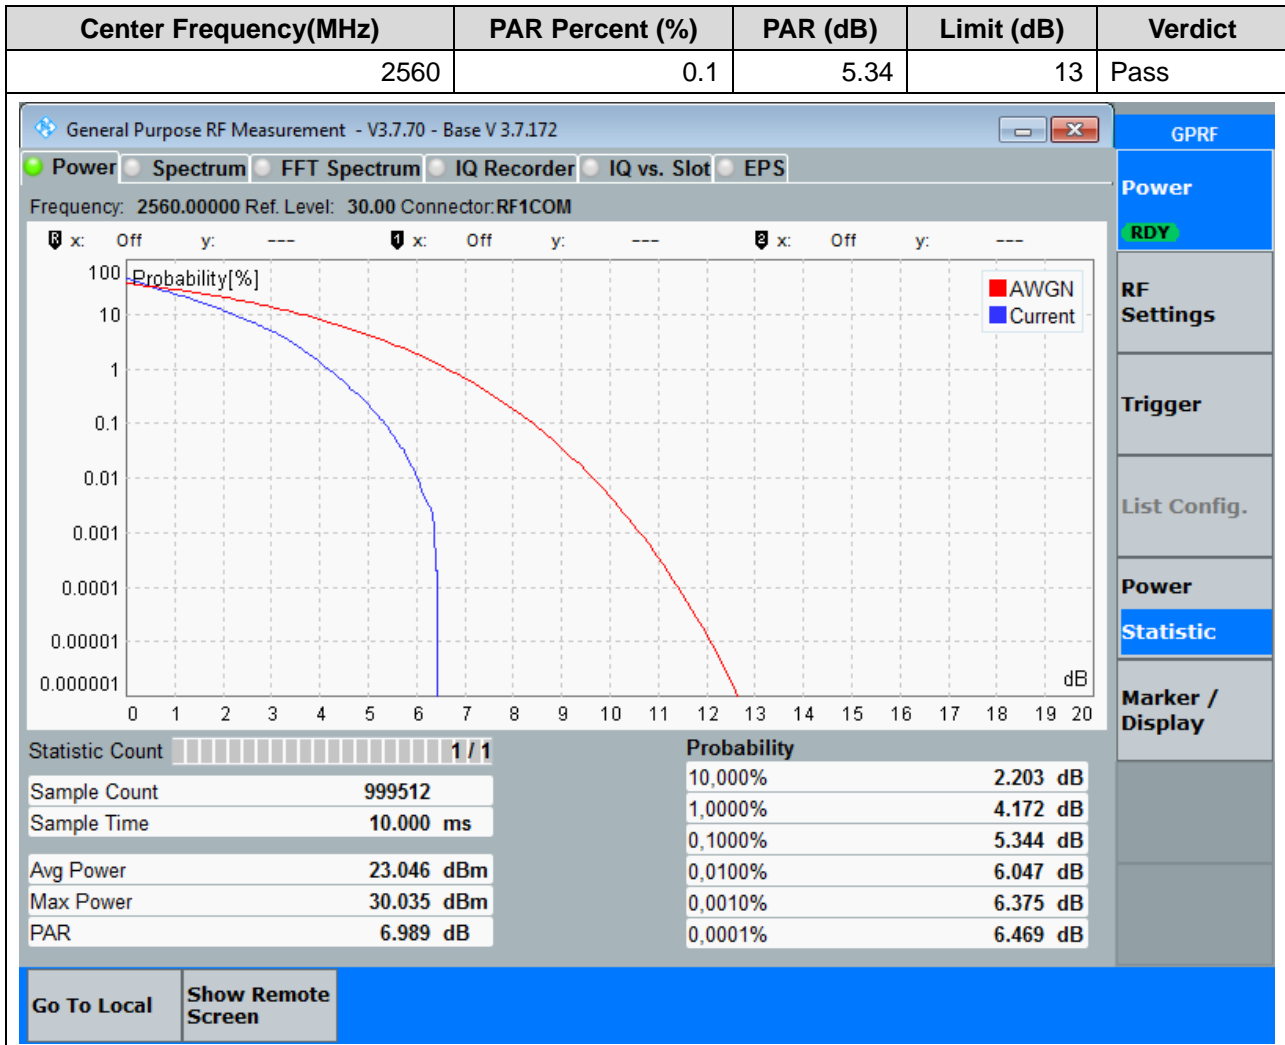 Center Frequency(MHz) PAR Percent (%) PAR (dB) Limit (dB) Verdict
2560 0.1 5.34 13 Pass
General Purpose RF Measurement - V3.7.70 - Base V 3.7.172
GPRF
Power Spectrum FFT Spectrum IQ Recorder IQ vs. Slot EPS
Frequency: 2560.00000 Ref. Level: 30.00 Connector:RF1COM
R x: Off y: --- 1 x: Off y: --- 2 x: Off y: ---
Probability[%]
AWGN
Current
100
10
1
0.1
0.01
0.001
0.0001
0.00001
0.000001
dB
0 1 2 3 4 5 6 7 8 9 10 11 12 13 14 15 16 17 18 19 20
Statistic Count 1 / 1
Sample Count 999512
Sample Time 10.000 ms
Avg Power 23.046 dBm
Max Power 30.035 dBm
PAR 6.989 dB
Probability
10,000% 2.203 dB
1,0000% 4.172 dB
0,1000% 5.344 dB
0,0100% 6.047 dB
0,0010% 6.375 dB
0,0001% 6.469 dB
Power
RDY
RF
Settings
Trigger
List Config.
Power
Statistic
Marker /
Display
Go To Local
Show Remote
Screen